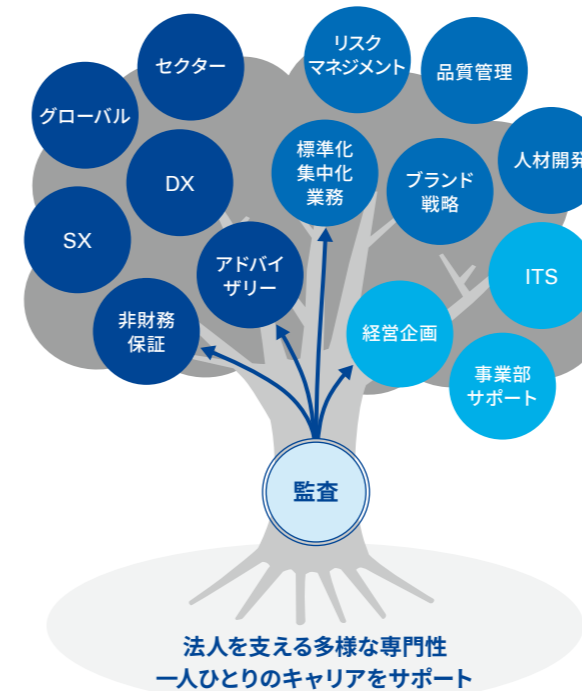 セクター
リスク
マネジメント
品質管理
グローバル
DX
標準化
集中化
業務
ブランド
戦略
人材開発
SX
アドバイ
ザリー
ITS
非財務
保証
経営企画
事業部
サポート
監査
法人を支える多様な専門性
一人ひとりのキャリアをサポート